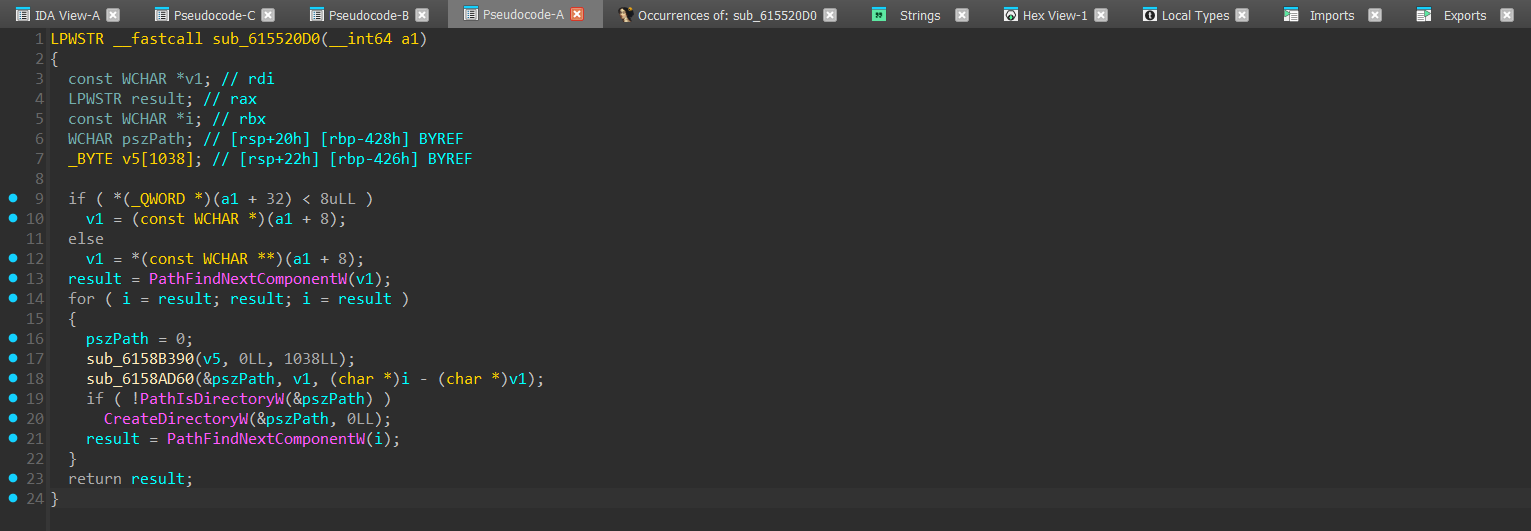 IDA View-A Pseudocode-C Pseudocode-B Pseudocode-A Occurrences of: sub_615520D0 Strings Hex View-1 Local Types Imports Exports
1 LPWSTR __fastcall sub_615520D0(__int64 a1)
2 {
3   const WCHAR *v1; // rdi
4   LPWSTR result; // rax
5   const WCHAR *i; // rbx
6   WCHAR pszPath; // [rsp+20h] [rbp-428h] BYREF
7   _BYTE v5[1038]; // [rsp+22h] [rbp-426h] BYREF
8
9   if ( *(_QWORD *)(a1 + 32) < 8uLL )
10     v1 = (const WCHAR *)(a1 + 8);
11   else
12     v1 = *(const WCHAR **)(a1 + 8);
13   result = PathFindNextComponentW(v1);
14   for ( i = result; result; i = result )
15   {
16     pszPath = 0;
17     sub_6158B390(v5, 0LL, 1038LL);
18     sub_6158AD60(&pszPath, v1, (char *)i - (char *)v1);
19     if ( !PathIsDirectoryW(&pszPath) )
20       CreateDirectoryW(&pszPath, 0LL);
21     result = PathFindNextComponentW(i);
22   }
23   return result;
24 }